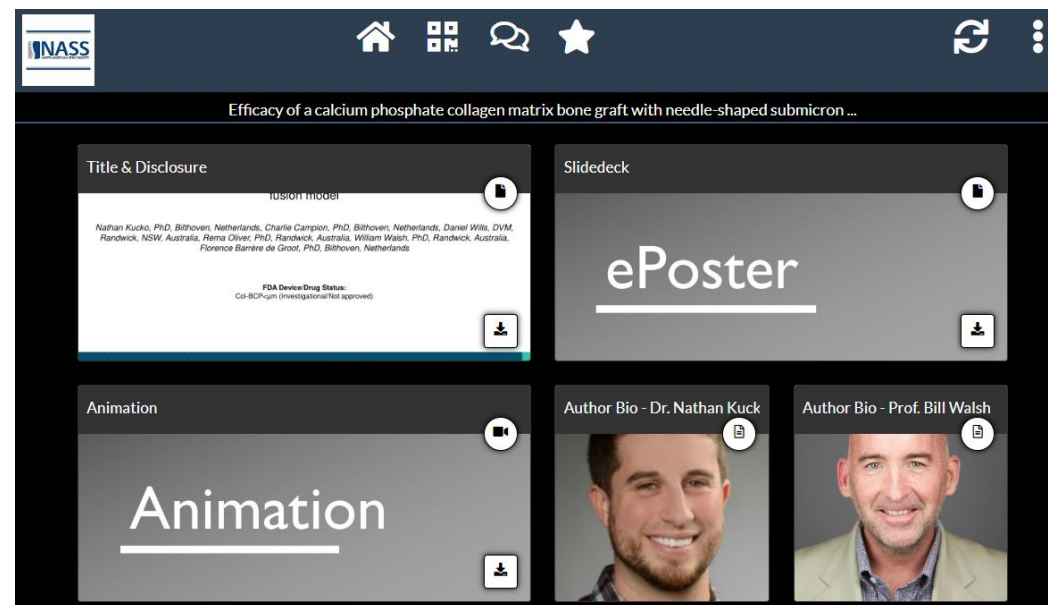 NASS
Efficacy of a calcium phosphate collagen matrix bone graft with needle-shaped submicron ...
Title & Disclosure
fusion model
Nathan Kucko, PhD, Bilthoven, Netherlands, Charlie Campion, PhD, Bilthoven, Netherlands, Daniel Wills, DVM,
Randwick, NSW, Australia, Rema Oliver, PhD, Randwick, Australia, William Walsh, PhD, Randwick, Australia,
Florence Barrère de Groot, PhD, Bilthoven, Netherlands
FDA Device/Drug Status:
Col-BCP<µm (Investigational/Not approved)
Slidedeck
ePoster
Animation
Animation
Author Bio - Dr. Nathan Kuck
Author Bio - Prof. Bill Walsh